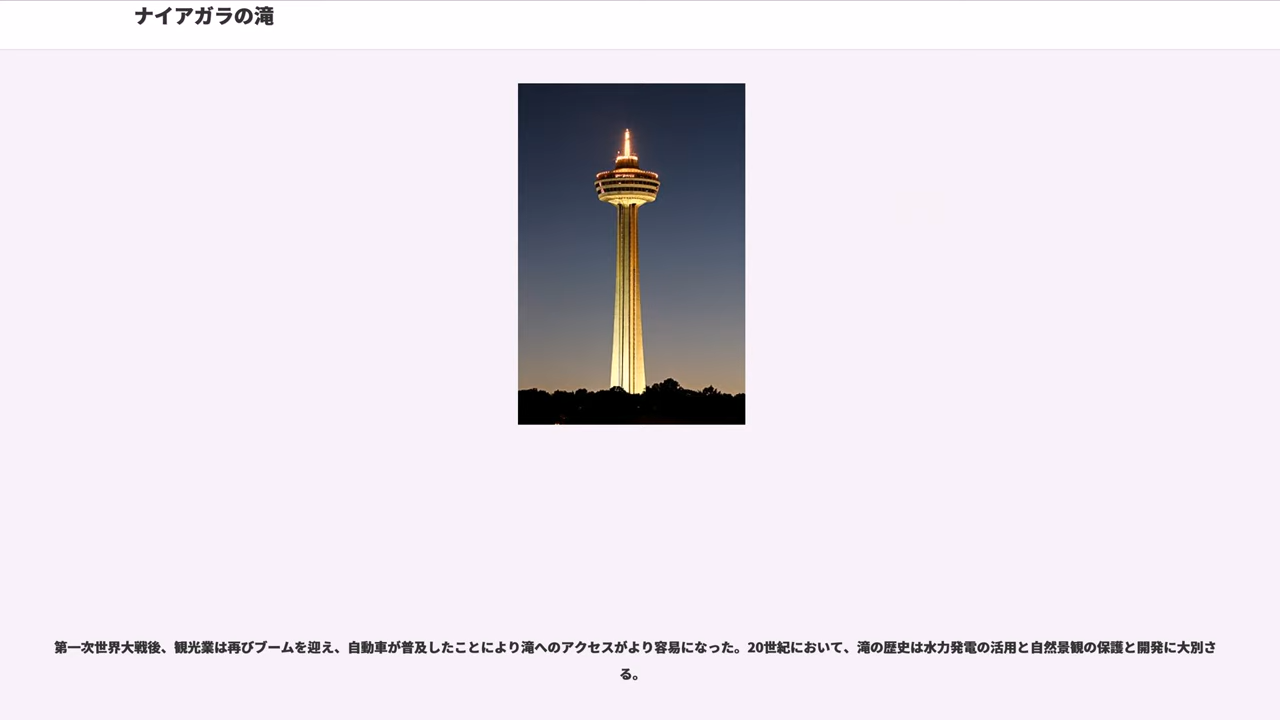 ナイアガラの滝
第一次世界大戦後、観光業は再びブームを迎え、自動車が普及したことにより滝へのアクセスがより容易になった。20世紀において、滝の歴史は水力発電の活用と自然景観の保護と開発に大別さ
る。